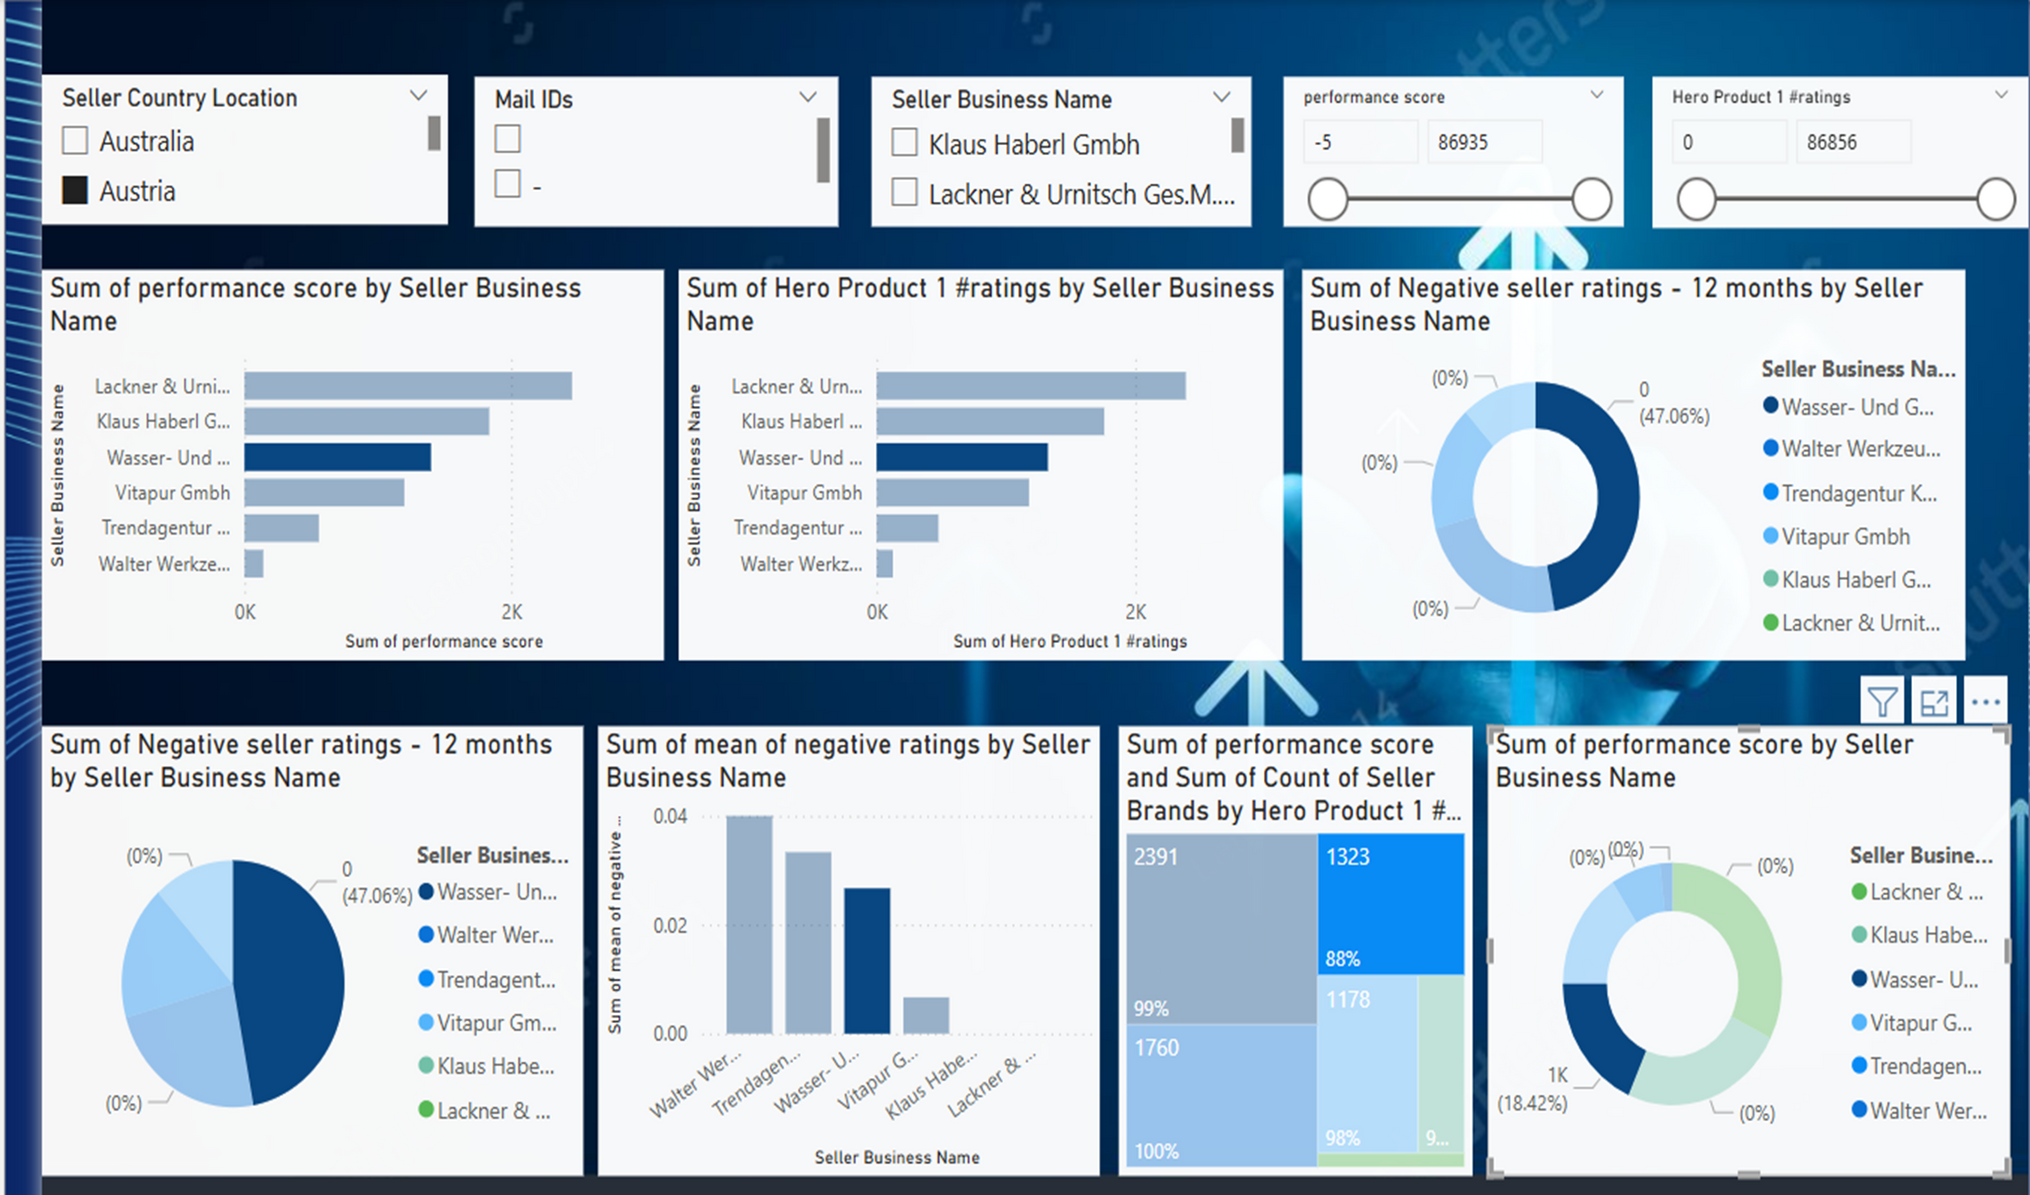 Seller Country Location
Australia
Austria
Mail IDs
-
Seller Business Name
Klaus Haberl Gmbh
Lackner & Urnitsch Ges.M....
performance score
-5
86935
Hero Product 1 #ratings
0
86856
Sum of performance score by Seller Business
Name
Seller Business Name
Lackner & Urni...
Klaus Haberl G...
Wasser- Und ...
Vitapur Gmbh
Trendagentur ...
Walter Werkze...
0K
2K
Sum of performance score
Sum of Hero Product 1 #ratings by Seller Business
Name
Seller Business Name
Lackner & Urn...
Klaus Haberl ...
Wasser- Und ...
Vitapur Gmbh
Trendagentur ...
Walter Werkz...
0K
2K
Sum of Hero Product 1 #ratings
Sum of Negative seller ratings - 12 months by Seller
Business Name
(0%)
0
(47.06%)
(0%)
(0%)
Seller Business Na...
Wasser- Und G...
Walter Werkzeu...
Trendagentur K...
Vitapur Gmbh
Klaus Haberl G...
Lackner & Urnit...
Sum of Negative seller ratings - 12 months
by Seller Business Name
(0%)
0
(47.06%)
(0%)
Seller Busines...
Wasser- Un...
Walter Wer...
Trendagent...
Vitapur Gm...
Klaus Habe...
Lackner & ...
Sum of mean of negative ratings by Seller
Business Name
Sum of mean of negative ...
0.04
0.02
0.00
Walter Wer...
Trendagen...
Wasser- U...
Vitapur G...
Klaus Habe...
Lackner & ...
Seller Business Name
Sum of performance score
and Sum of Count of Seller
Brands by Hero Product 1 #...
2391
99%
1323
88%
1760
100%
1178
98%
9...
Sum of performance score by Seller
Business Name
(0%)
(0%)
(0%)
1K
(18.42%)
(0%)
Seller Busine...
Lackner & ...
Klaus Habe...
Wasser- U...
Vitapur G...
Trendagen...
Walter Wer...